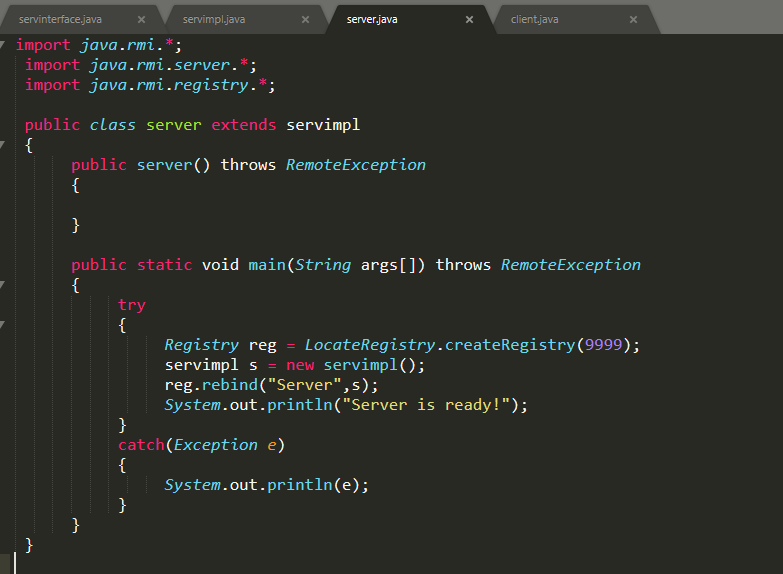 servinterface.java × servimpl.java × server.java × client.java ×
import java.rmi.*;
import java.rmi.server.*;
import java.rmi.registry.*;
public class server extends servimpl
{
public server() throws RemoteException
{
}
public static void main(String args[]) throws RemoteException
{
try
{
Registry reg = LocateRegistry.createRegistry(9999);
servimpl s = new servimpl();
reg.rebind("Server",s);
System.out.println("Server is ready!");
}
catch(Exception e)
{
System.out.println(e);
}
}
}